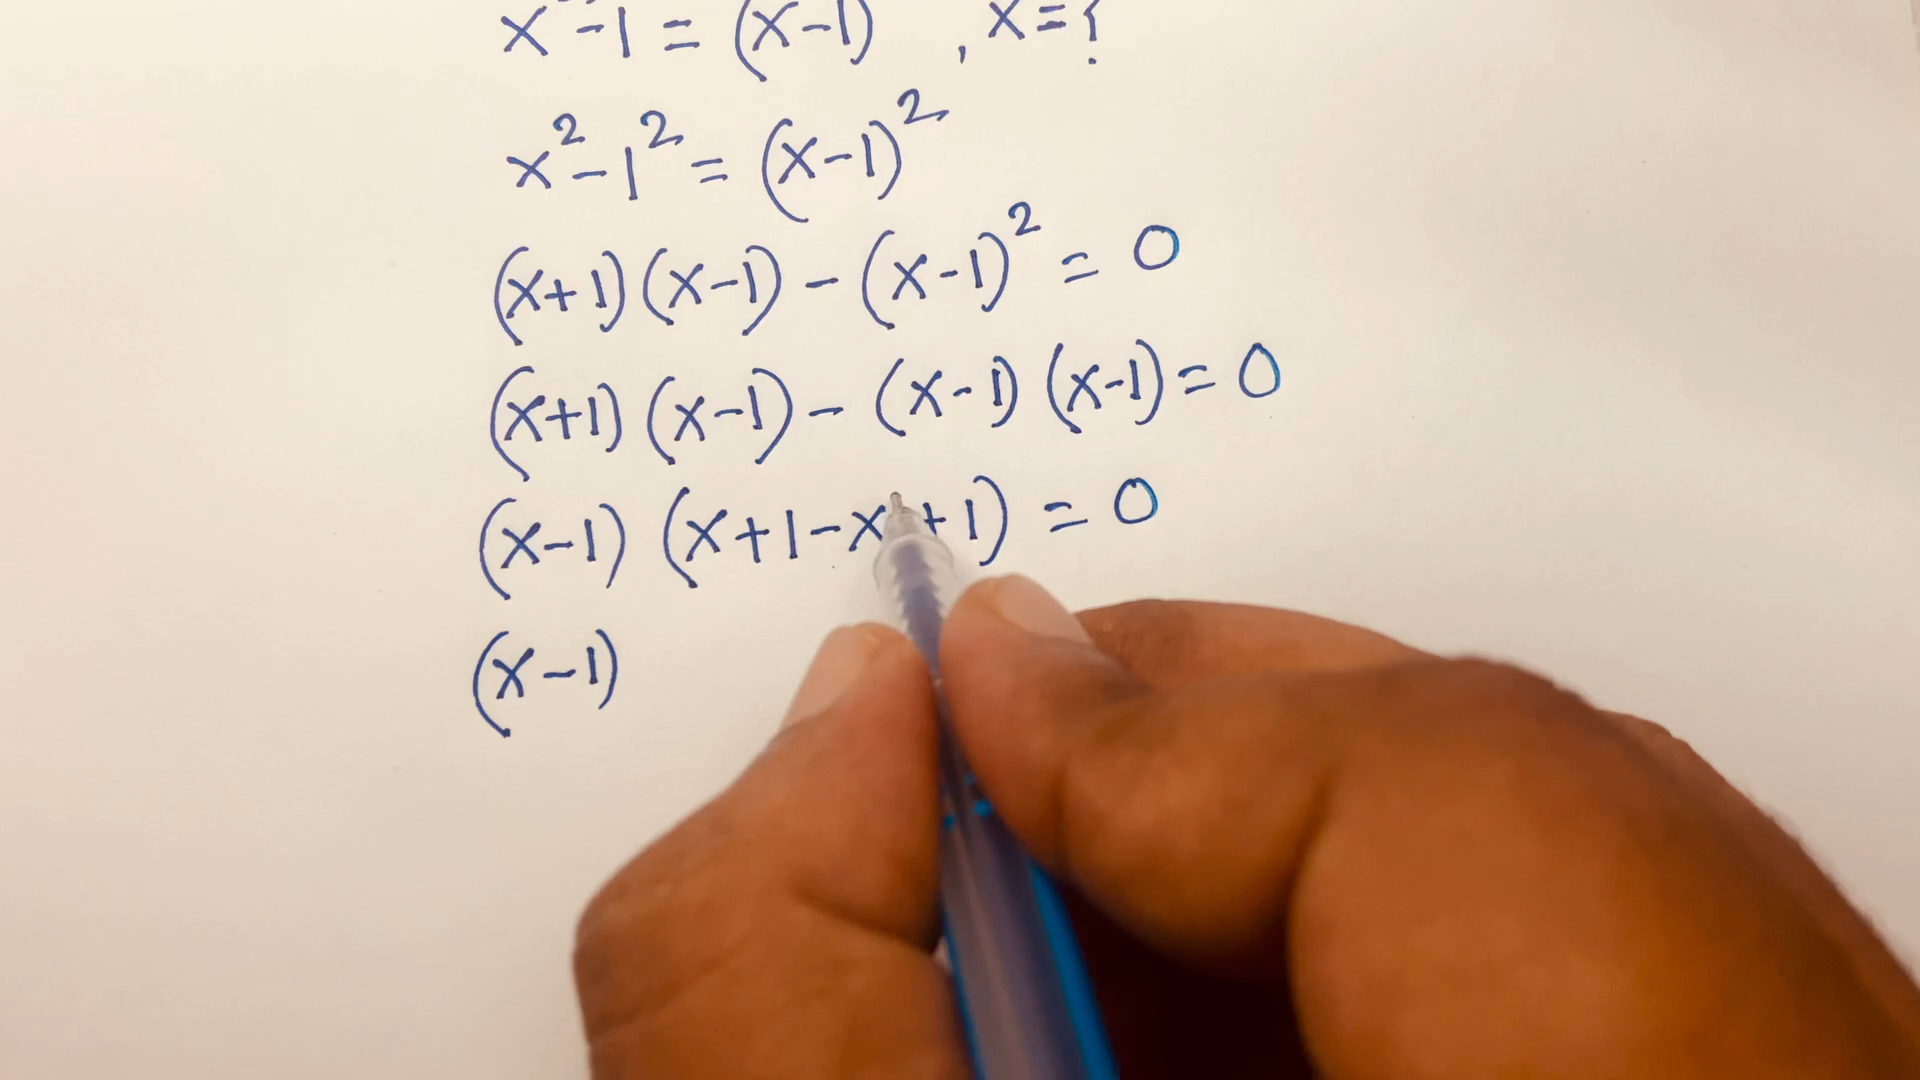 x²-1=(x-1) , x=?
x²-1²=(x-1)²
(x+1)(x-1)-(x-1)²=0
(x+1)(x-1)-(x-1)(x-1)=0
(x-1)(x+1-x+1)=0
(x-1)